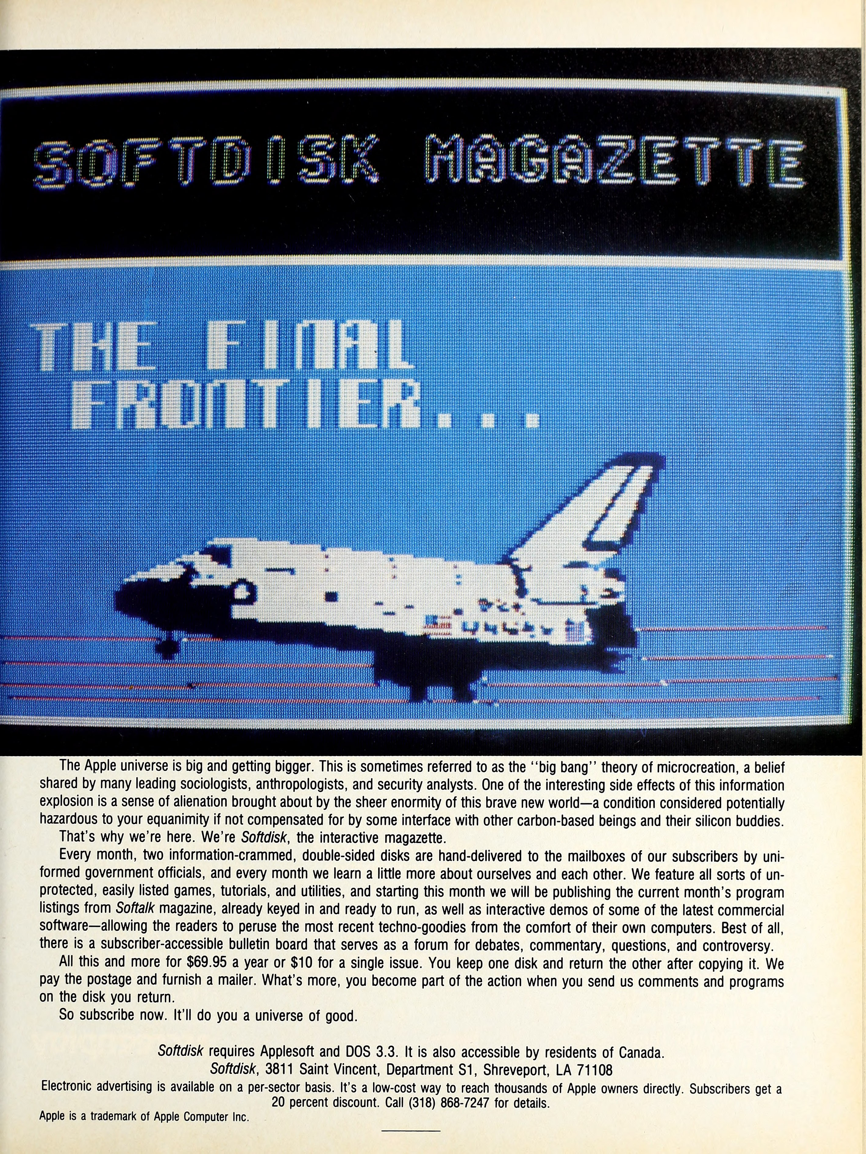 SOFTDISK MAGAZETTE
THE FINAL
FRONTIER...
The Apple universe is big and getting bigger. This is sometimes referred to as the "big bang" theory of microcreation, a belief
shared by many leading sociologists, anthropologists, and security analysts. One of the interesting side effects of this information
explosion is a sense of alienation brought about by the sheer enormity of this brave new world—a condition considered potentially
hazardous to your equanimity if not compensated for by some interface with other carbon-based beings and their silicon buddies.
That's why we're here. We're Softdisk, the interactive magazette.
Every month, two information-crammed, double-sided disks are hand-delivered to the mailboxes of our subscribers by uni-
formed government officials, and every month we learn a little more about ourselves and each other. We feature all sorts of un-
protected, easily listed games, tutorials, and utilities, and starting this month we will be publishing the current month's program
listings from Softalk magazine, already keyed in and ready to run, as well as interactive demos of some of the latest commercial
software—allowing the readers to peruse the most recent techno-goodies from the comfort of their own computers. Best of all,
there is a subscriber-accessible bulletin board that serves as a forum for debates, commentary, questions, and controversy.
All this and more for $69.95 a year or $10 for a single issue. You keep one disk and return the other after copying it. We
pay the postage and furnish a mailer. What's more, you become part of the action when you send us comments and programs
on the disk you return.
So subscribe now. It'll do you a universe of good.
Softdisk requires Applesoft and DOS 3.3. It is also accessible by residents of Canada.
Softdisk, 3811 Saint Vincent, Department S1, Shreveport, LA 71108
Electronic advertising is available on a per-sector basis. It's a low-cost way to reach thousands of Apple owners directly. Subscribers get a
20 percent discount. Call (318) 868-7247 for details.
Apple is a trademark of Apple Computer Inc.